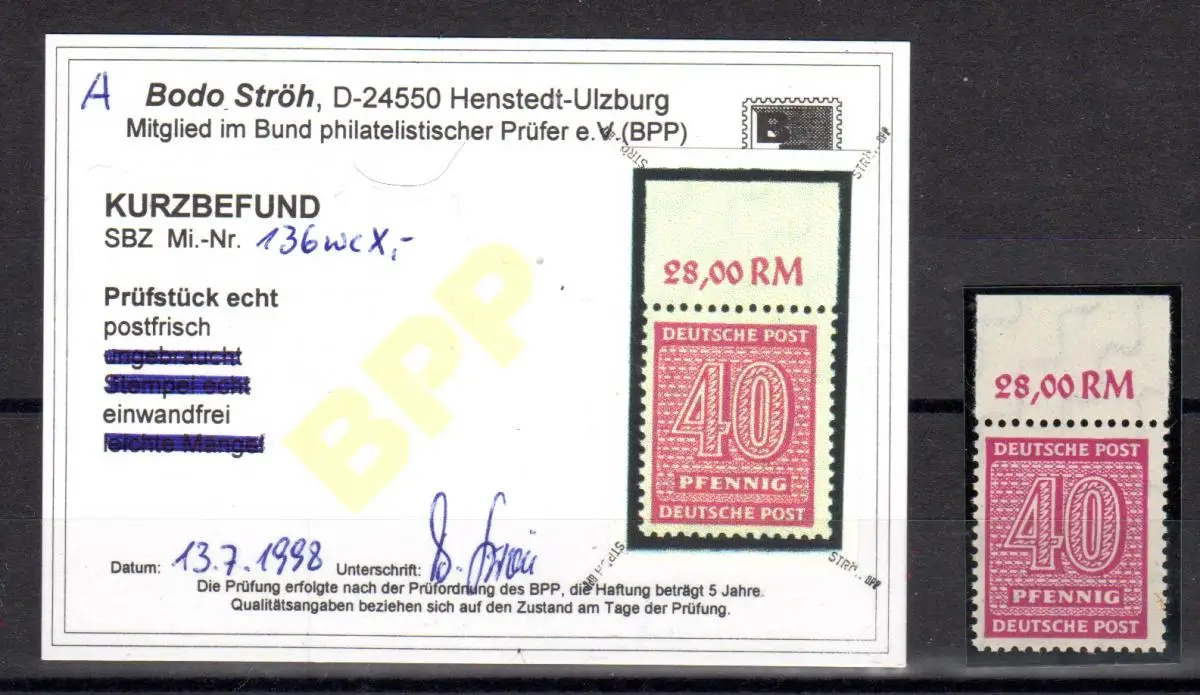 A
Bodo Ströh, D-24550 Henstedt-Ulzburg
Mitglied im Bund philatelistischer Prüfer e.V.(BPP)
B
KURZBEFUND
SBZ Mi.-Nr. 136wcX,-
Prüfstück echt
postfrisch
ungebraucht
Stempel echt
einwandfrei
leichte Mängel
BPP
28,00 RM
DEUTSCHE POST
40
PFENNIG
DEUTSCHE POST
Datum: 13.7.1998 Unterschrift:
Die Prüfung erfolgte nach der Prüfordnung des BPP, die Haftung beträgt 5 Jahre.
Qualitätsangaben beziehen sich auf den Zustand am Tage der Prüfung.
28,00 RM
DEUTSCHE POST
40
PFENNIG
DEUTSCHE POST